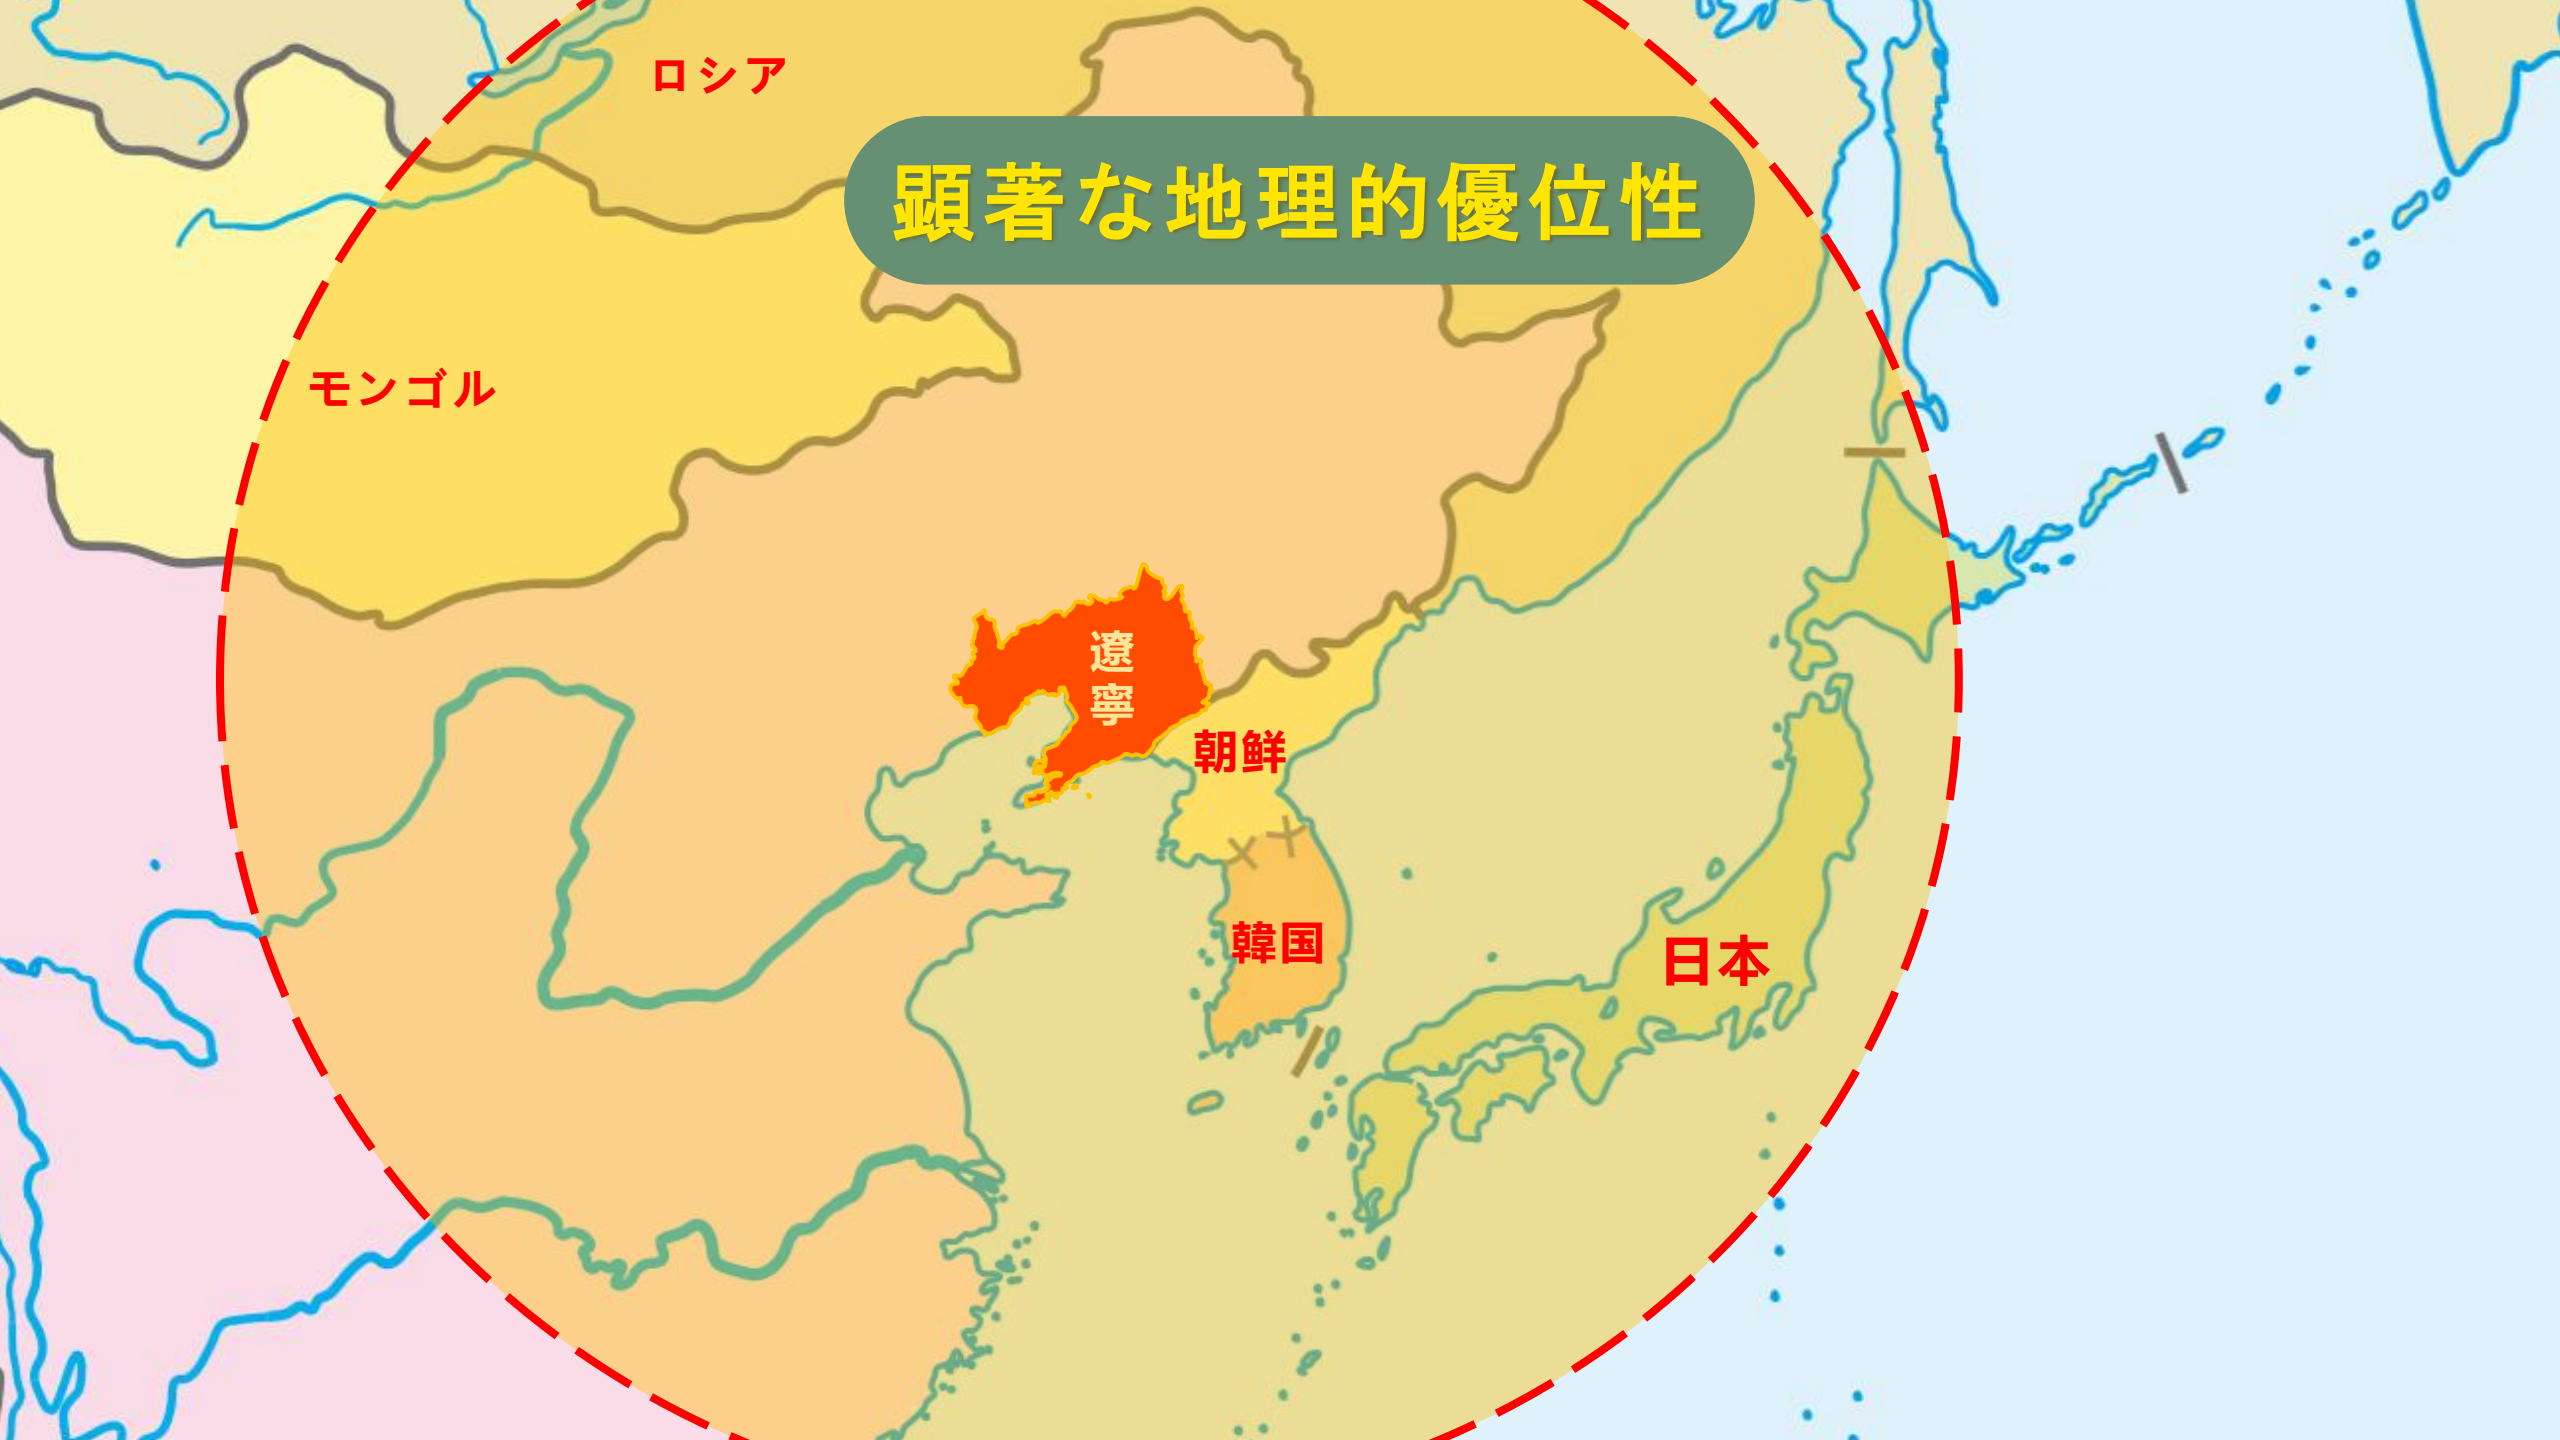 ロシア
顕著な地理的優位性
モンゴル
遼寧
朝鮮
韓国
日本